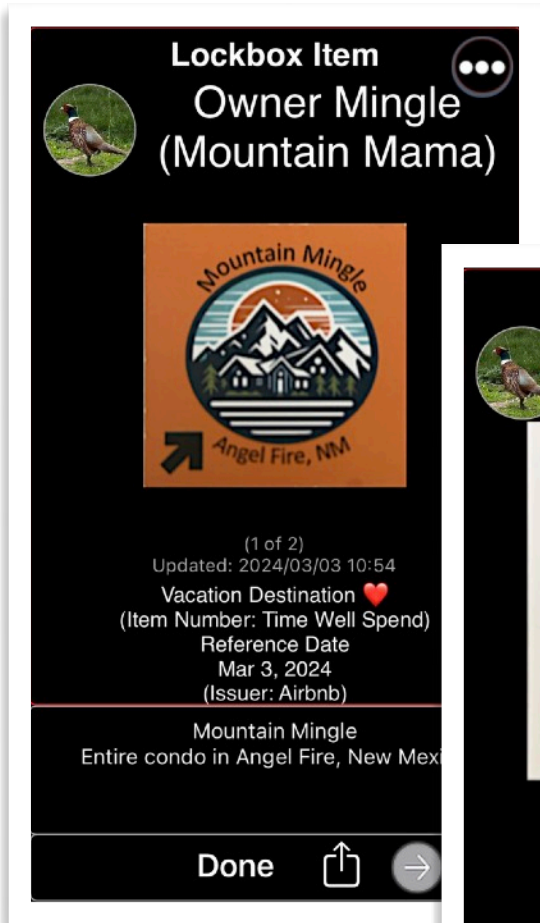 Lockbox Item
Owner Mingle
(Mountain Mama)
Mountain Mingle
Angel Fire, NM
(1 of 2)
Updated: 2024/03/03 10:54
Vacation Destination ❤️
(Item Number: Time Well Spend)
Reference Date
Mar 3, 2024
(Issuer: Airbnb)
Mountain Mingle
Entire condo in Angel Fire, New Mexi
Done